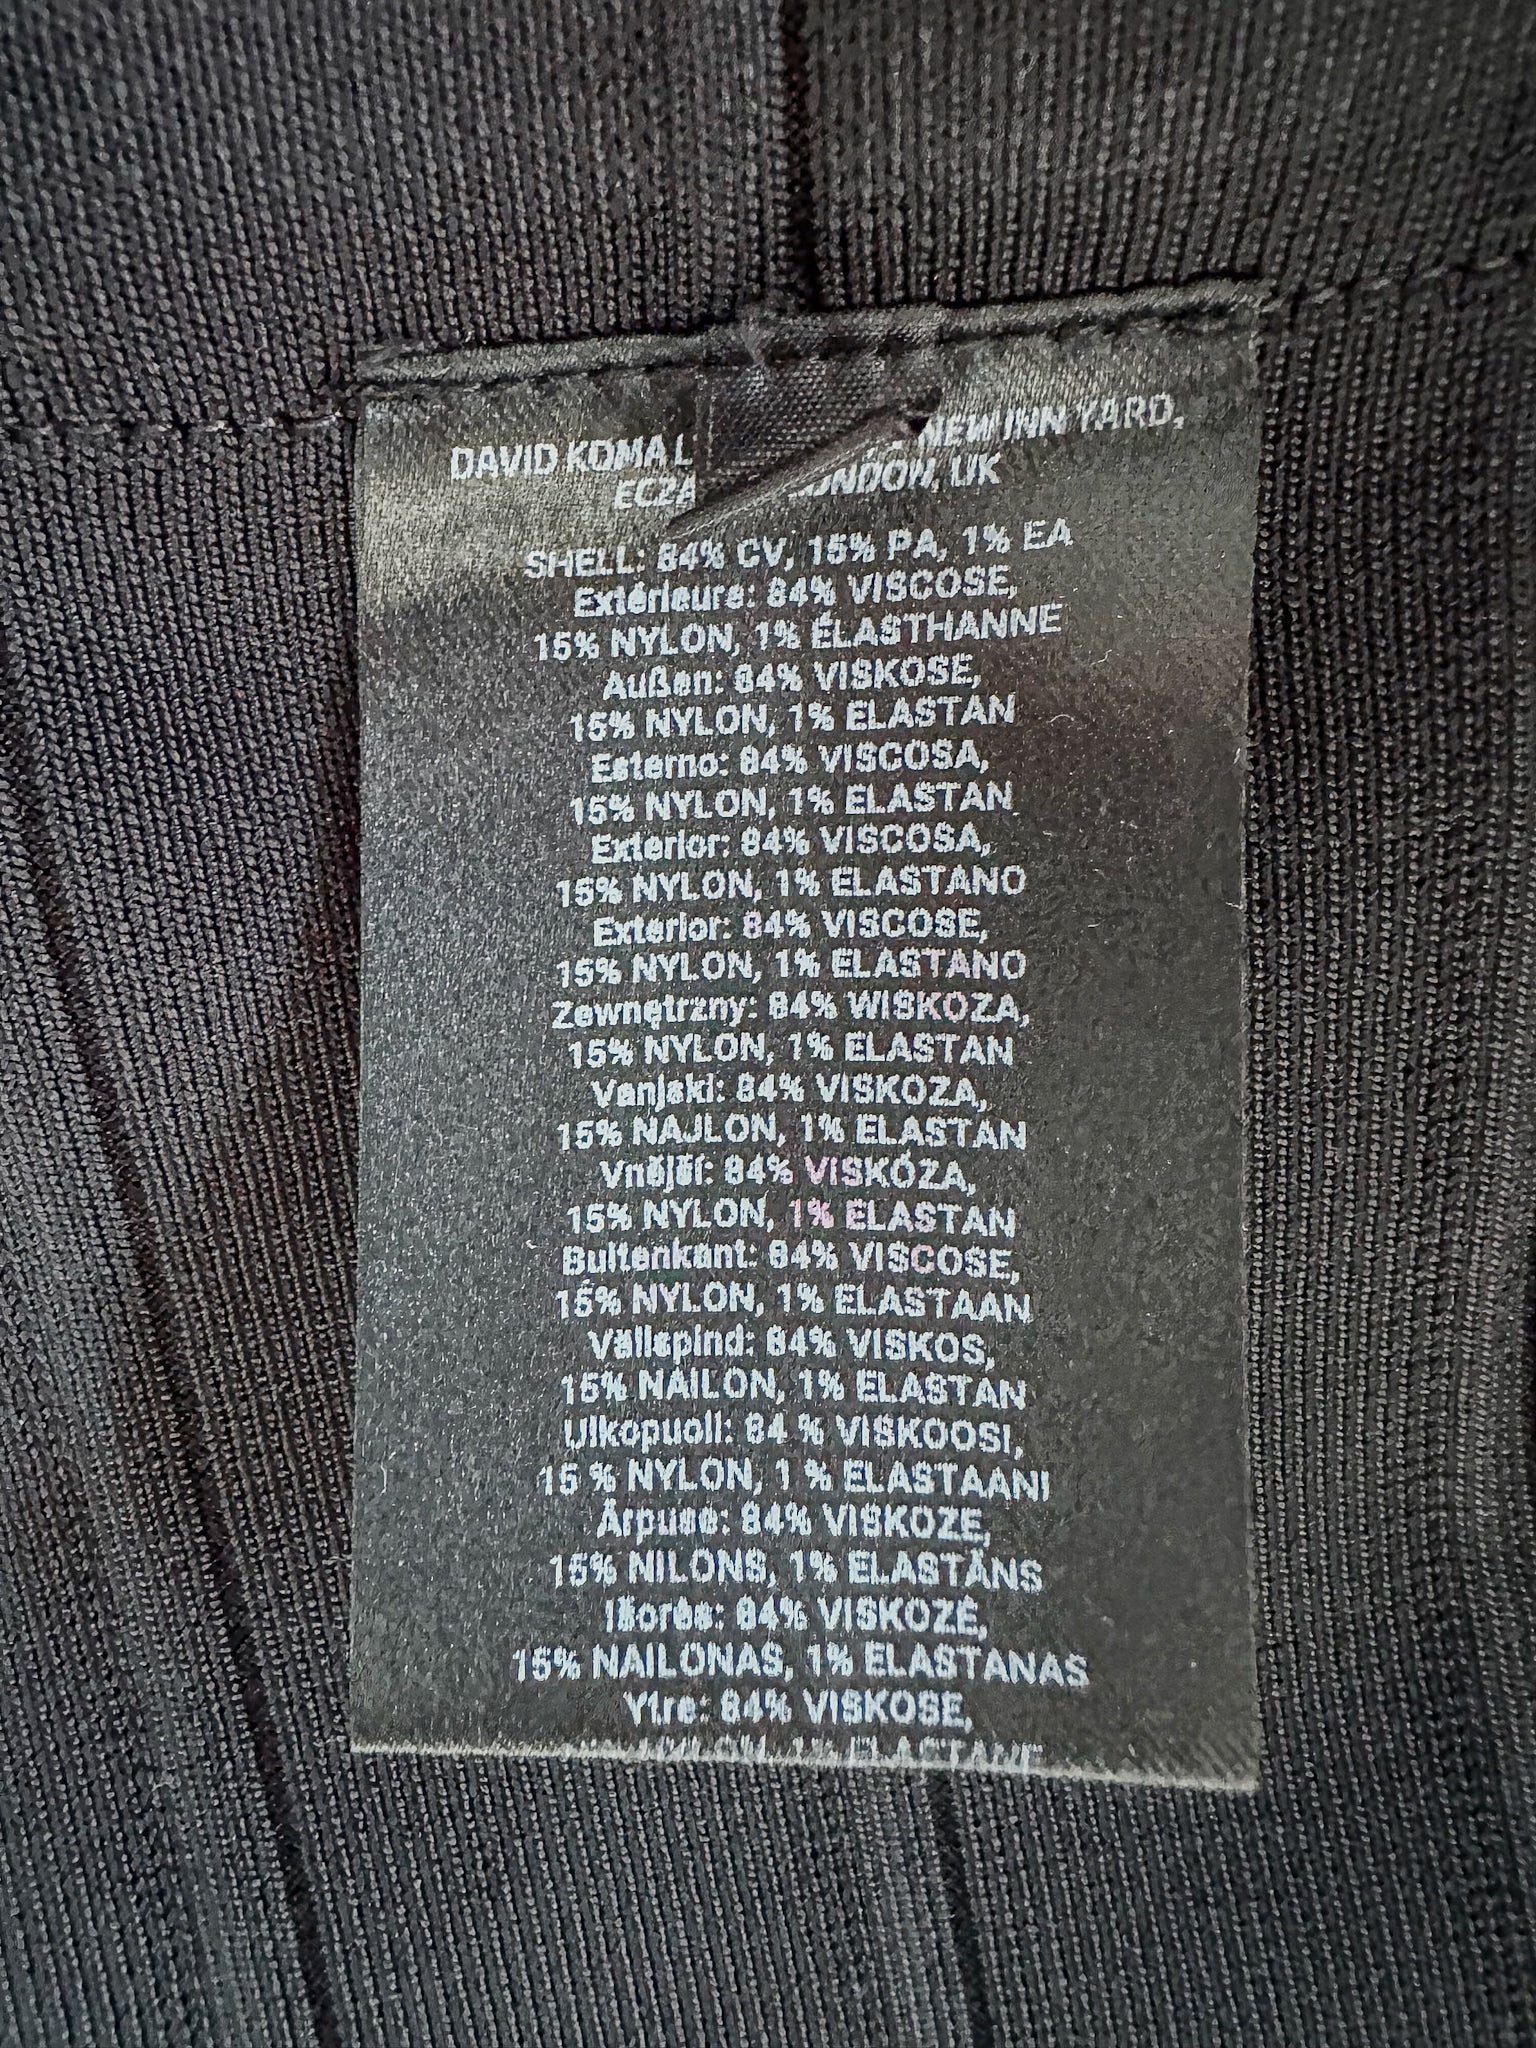 DAVID KOMA NEW INN YARD,
LONDON, UK
SHELL: 84% CV, 15% PA, 1% EA
Extérieure: 84% VISCOSE,
15% NYLON, 1% ÉLASTHANNE
Außen: 84% VISKOSE,
15% NYLON, 1% ELASTAN
Esterno: 84% VISCOSA,
15% NYLON, 1% ELASTAN
Exterior: 84% VISCOSA,
15% NYLON, 1% ELASTANO
Exterior: 84% VISCOSE,
15% NYLON, 1% ELASTANO
Zewnętrzny: 84% WISKOZA,
15% NYLON, 1% ELASTAN
Vanjski: 84% VISKOZA,
15% NAJLON, 1% ELASTAN
Vnější: 84% VISKÓZA,
15% NYLON, 1% ELASTAN
Buitenkant: 84% VISCOSE,
15% NYLON, 1% ELASTAAN
Välispind: 84% VISKOS,
15% NAILON, 1% ELASTAN
Ulkopuoli: 84 % VISKOOSI,
15 % NYLON, 1 % ELASTAANI
Ārpuse: 84% VISKOZE,
15% NILONS, 1% ELASTĀNS
Išorės: 84% VISKOZĖ,
15% NAILONAS, 1% ELASTANAS
Ytre: 84% VISKOSE,
1% ELASTANE